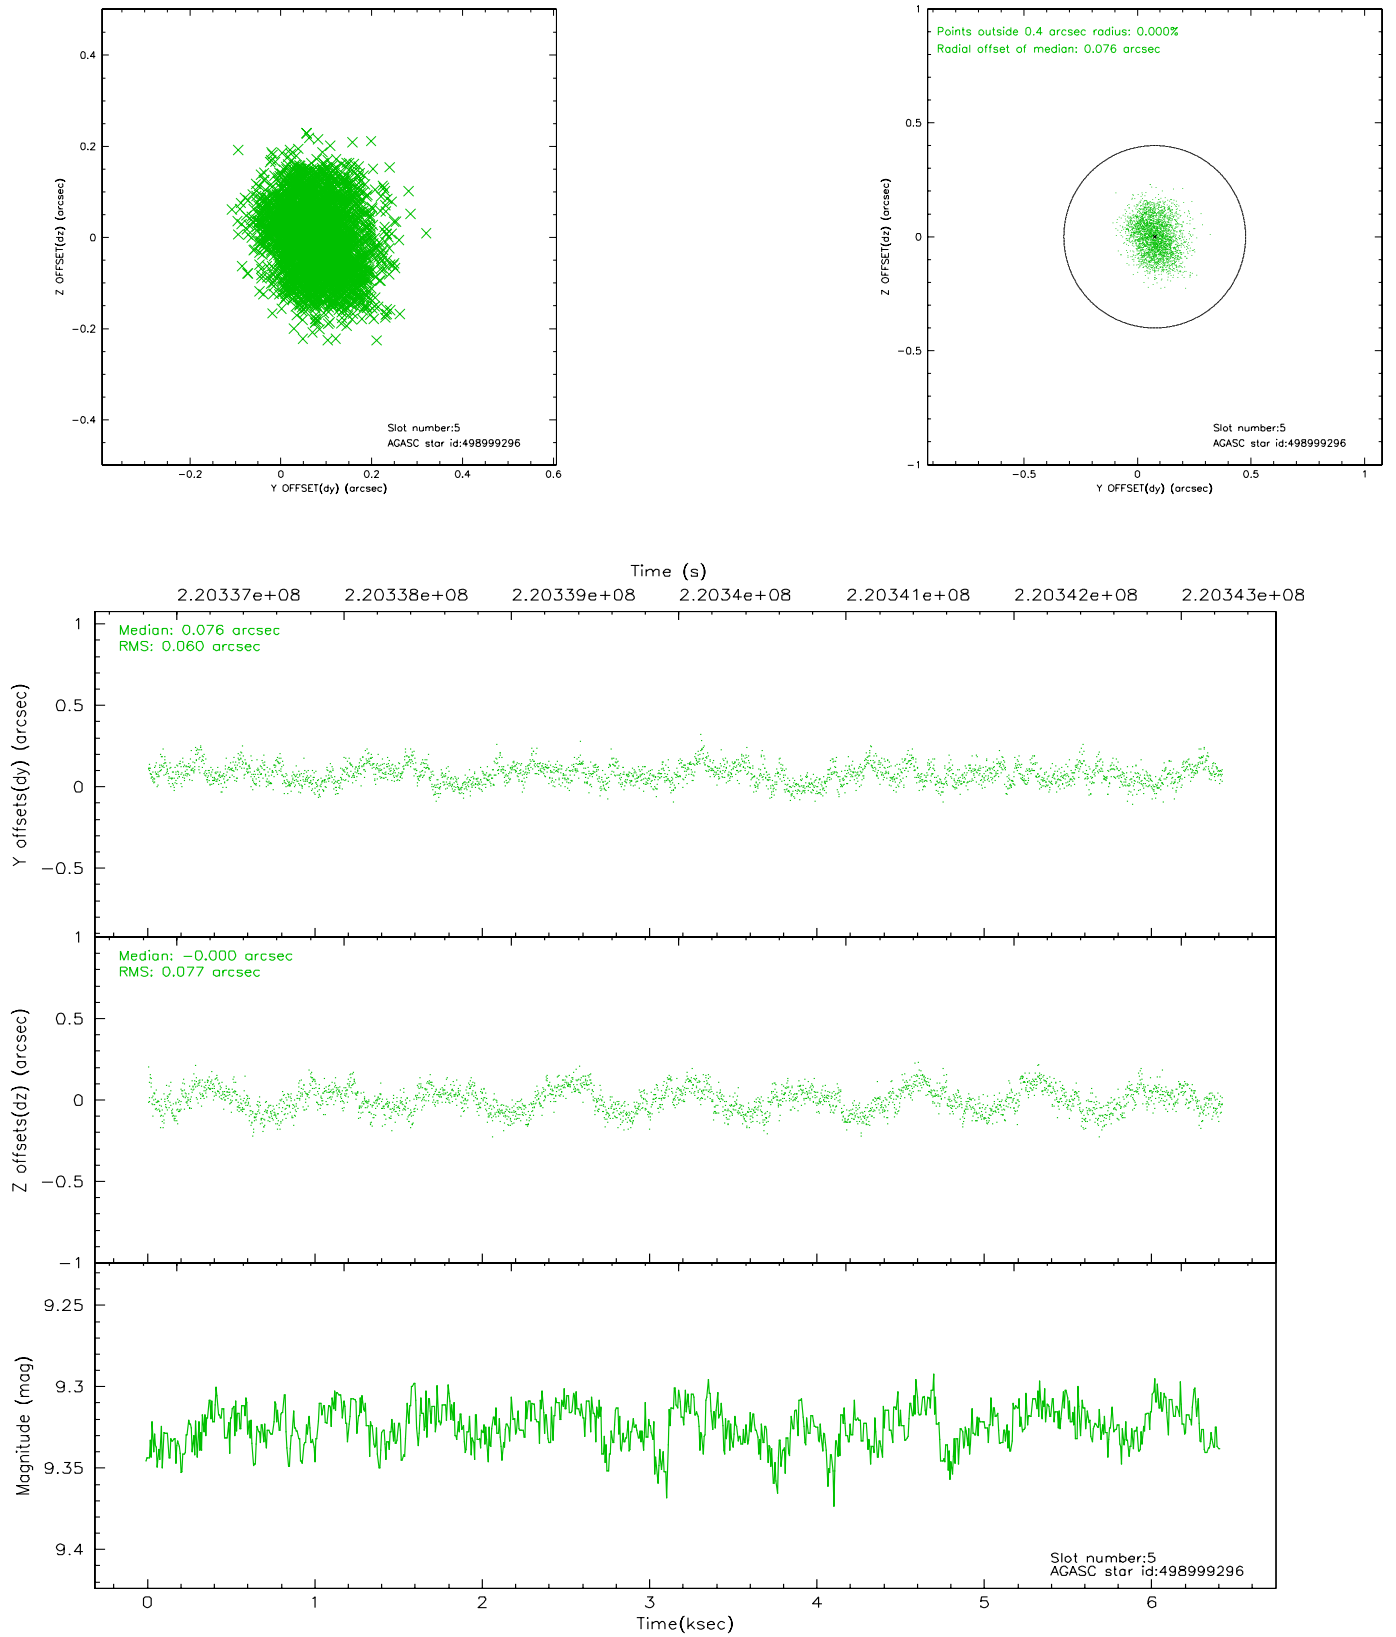 0.4
0.2
0
−0.2
−0.4
Z OFFSET(dz) (arcsec)
Slot number:5
AGASC star id:498999296
−0.2 0 0.2 0.4 0.6
Y OFFSET(dy) (arcsec)
1
0.5
0
−0.5
−1
Z OFFSET(dz) (arcsec)
Points outside 0.4 arcsec radius: 0.000%
Radial offset of median: 0.076 arcsec
Slot number:5
AGASC star id:498999296
−0.5 0 0.5 1
Y OFFSET(dy) (arcsec)
Time (s)
2.20337e+08 2.20338e+08 2.20339e+08 2.2034e+08 2.20341e+08 2.20342e+08 2.20343e+08
1
0.5
0
−0.5
Y offsets(dy) (arcsec)
Median: 0.076 arcsec
RMS: 0.060 arcsec
1
0.5
0
−0.5
−1
Z offsets(dz) (arcsec)
Median: −0.000 arcsec
RMS: 0.077 arcsec
9.25
9.3
9.35
9.4
Magnitude (mag)
Slot number:5
AGASC star id:498999296
0 1 2 3 4 5 6
Time(ksec)